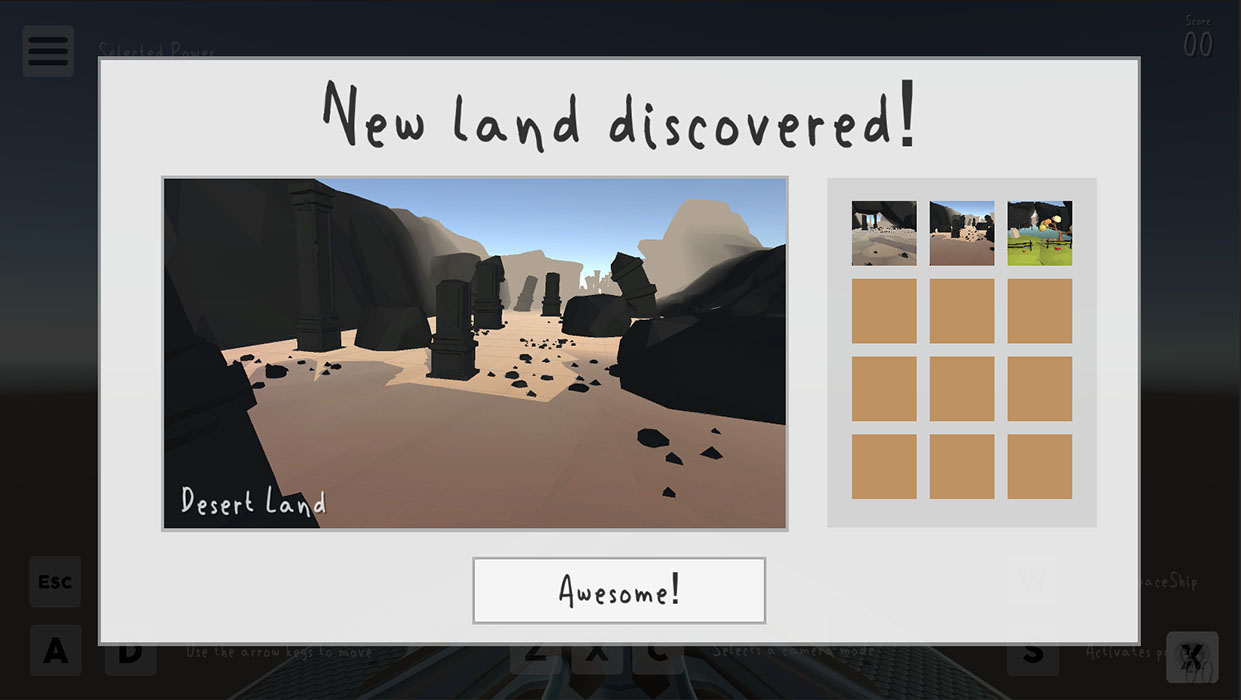 Score
00
Selected Power
New land discovered!
Desert Land
Awesome!
Esc
A
D
Use the arrow keys to move
Z
X
C
Selects a camera mode
S
Activates
X